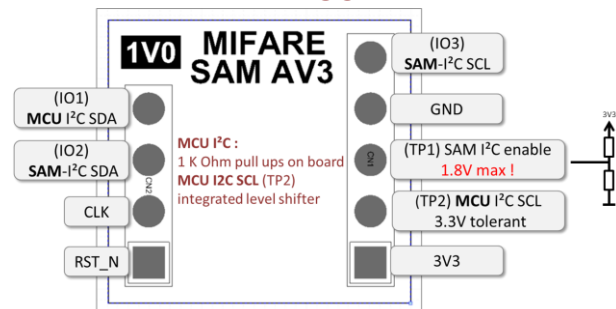 1V0
MIFARE
SAM AV3
(IO1)
MCU I²C SDA
(IO2)
SAM-I²C SDA
CLK
RST_N
CN2
MCU I²C :
1 K Ohm pull ups on board
MCU I2C SCL (TP2)
integrated level shifter
CN1
(IO3)
SAM-I²C SCL
GND
(TP1) SAM I²C enable
1.8V max !
(TP2) MCU I²C SCL
3.3V tolerant
3V3
3V3